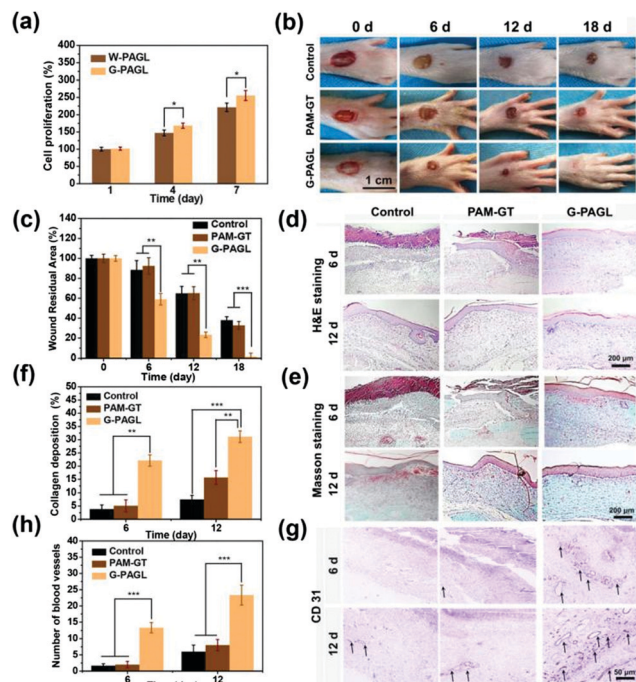 (a)
Cell proliferation (%)
400
350
300
250
200
150
100
50
0
W-PAGL
G-PAGL
*
*
1 4 7
Time (day)
(b)
0 d 6 d 12 d 18 d
Control
PAM-GT
G-PAGL
1 cm
(c)
Wound Residual Area (%)
140
120
100
80
60
40
20
0
Control
PAM-GT
G-PAGL
**
**
***
0 6 12 18
Time (day)
(d)
Control PAM-GT G-PAGL
H&E staining
6 d
12 d
200 μm
(e)
Masson staining
6 d
12 d
200 μm
(f)
Collagen deposition (%)
50
45
40
35
30
25
20
15
10
5
0
Control
PAM-GT
G-PAGL
**
***
**
6 12
Time (day)
(g)
CD 31
6 d
12 d
50 μm
(h)
Number of blood vessels
40
35
30
25
20
15
10
5
0
Control
PAM-GT
G-PAGL
***
***
6 12